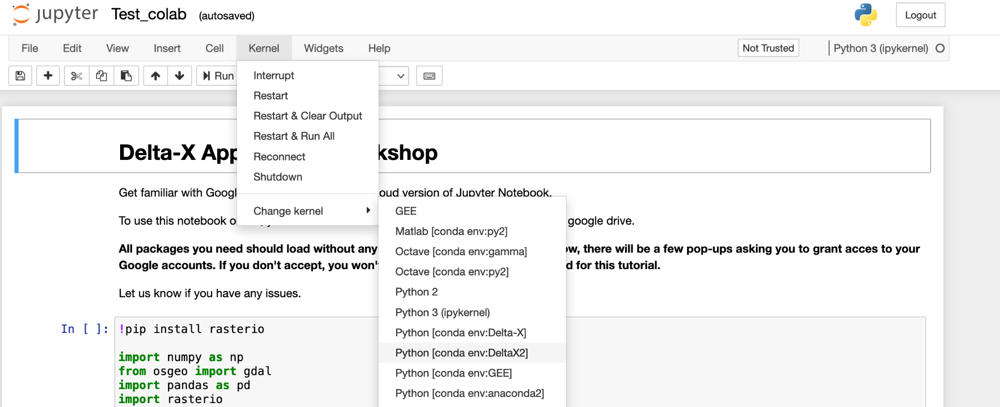 jupyter Test_colab (autosaved)
Logout
File Edit View Insert Cell Kernel Widgets Help
Not Trusted
Python 3 (ipykernel)
Run
Interrupt
Restart
Restart & Clear Output
Restart & Run All
Reconnect
Shutdown
Change kernel
GEE
Matlab [conda env:py2]
Octave [conda env:gamma]
Octave [conda env:py2]
Python 2
Python 3 (ipykernel)
Python [conda env:Delta-X]
Python [conda env:DeltaX2]
Python [conda env:GEE]
Python [conda env:anaconda2]
Delta-X App kshop
Get familiar with Googl oud version of Jupyter Notebook.
To use this notebook o google drive.
All packages you need should load without any ow, there will be a few pop-ups asking you to grant acces to your
Google accounts. If you don't accept, you won' d for this tutorial.
Let us know if you have any issues.
In [ ]: !pip install rasterio
import numpy as np
from osgeo import gdal
import pandas as pd
import rasterio